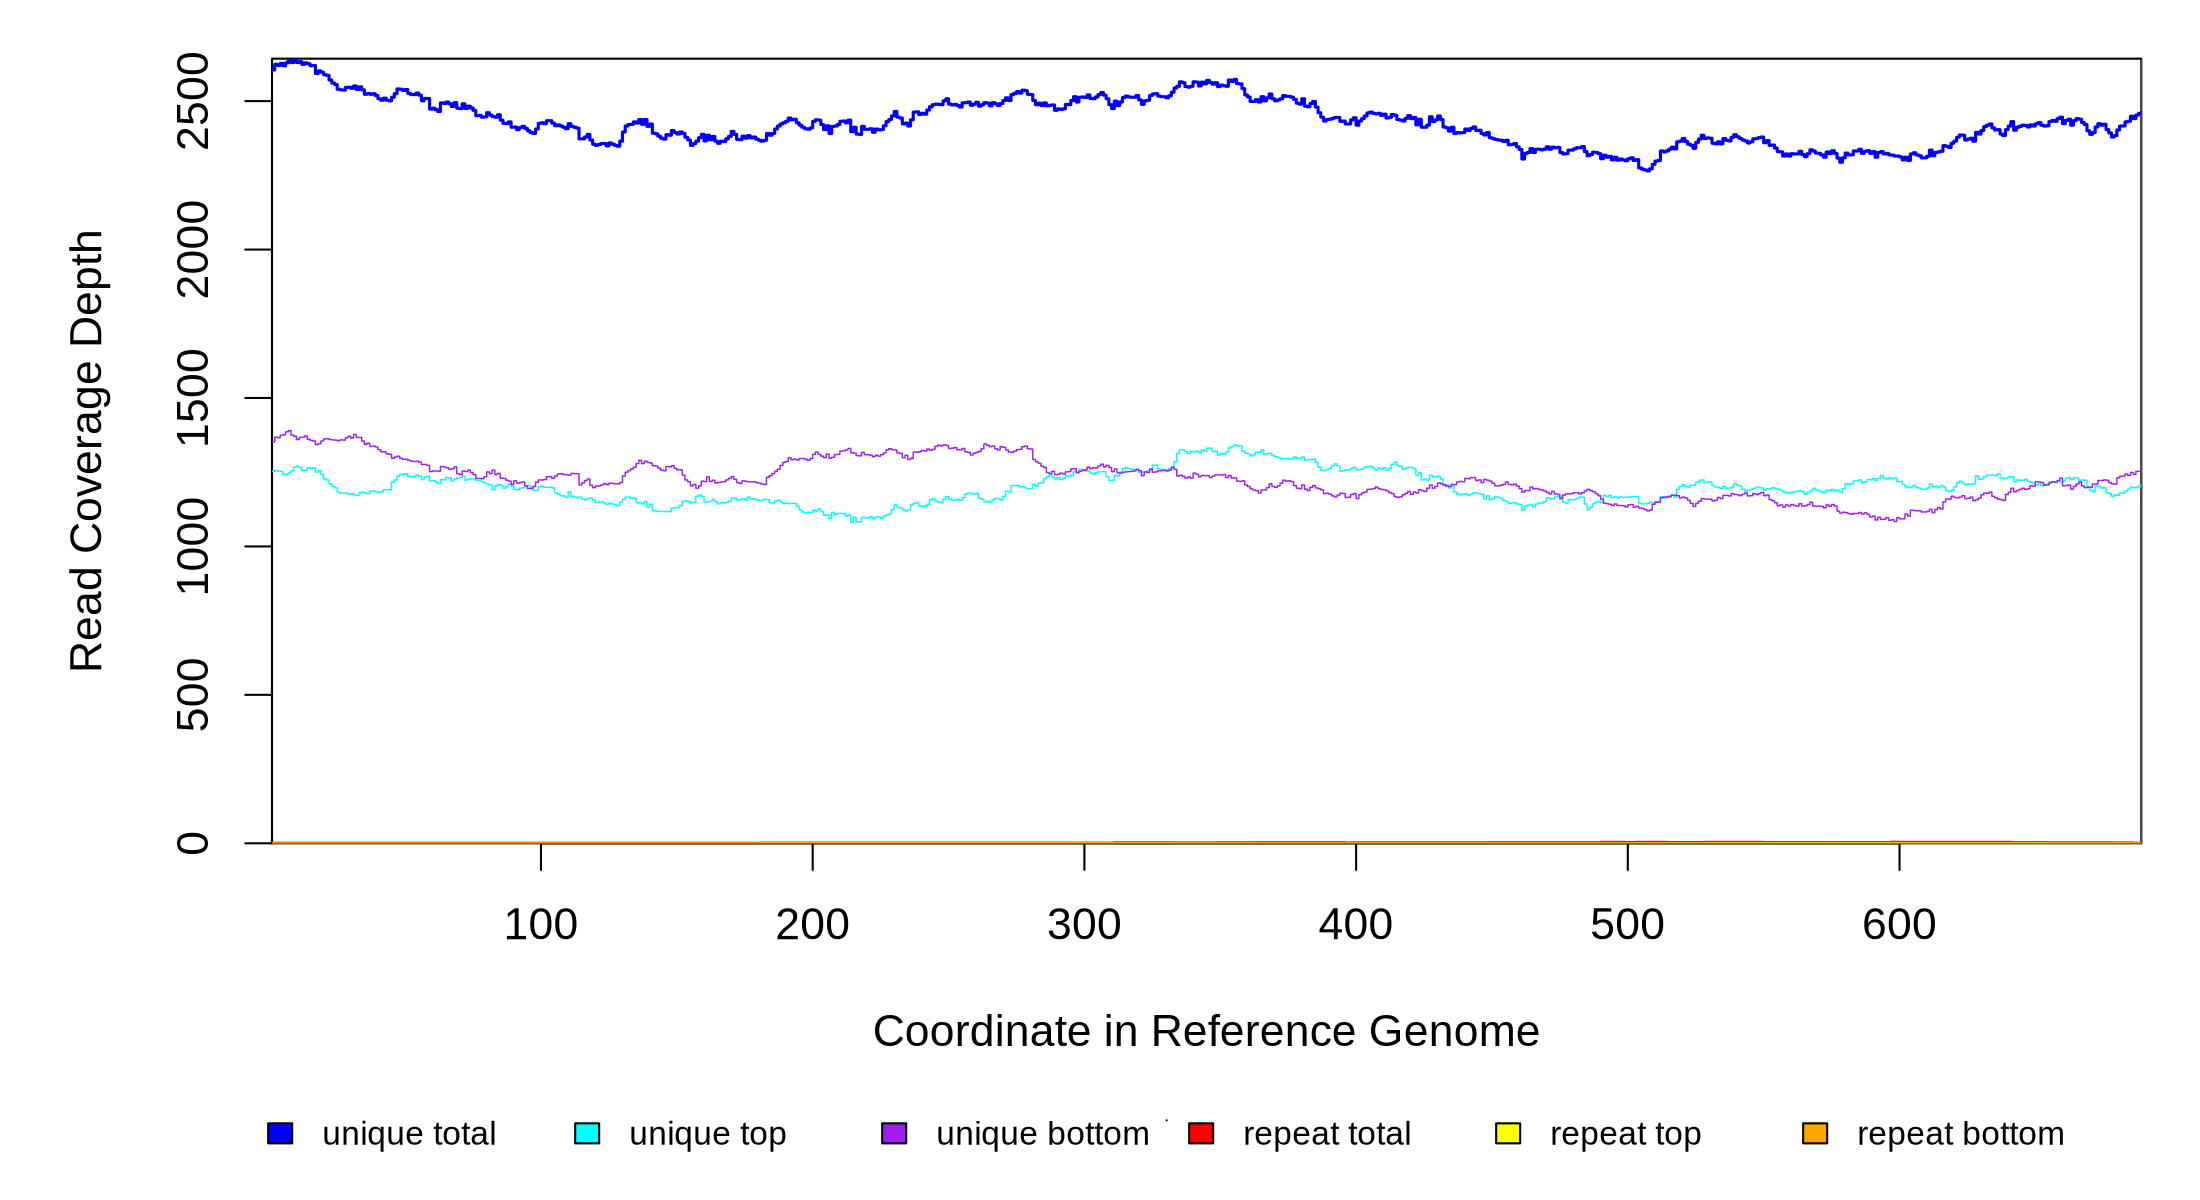 2500
2000
1500
1000
500
0
Read Coverage Depth
100 200 300 400 500 600
Coordinate in Reference Genome
unique total unique top unique bottom repeat total repeat top repeat bottom